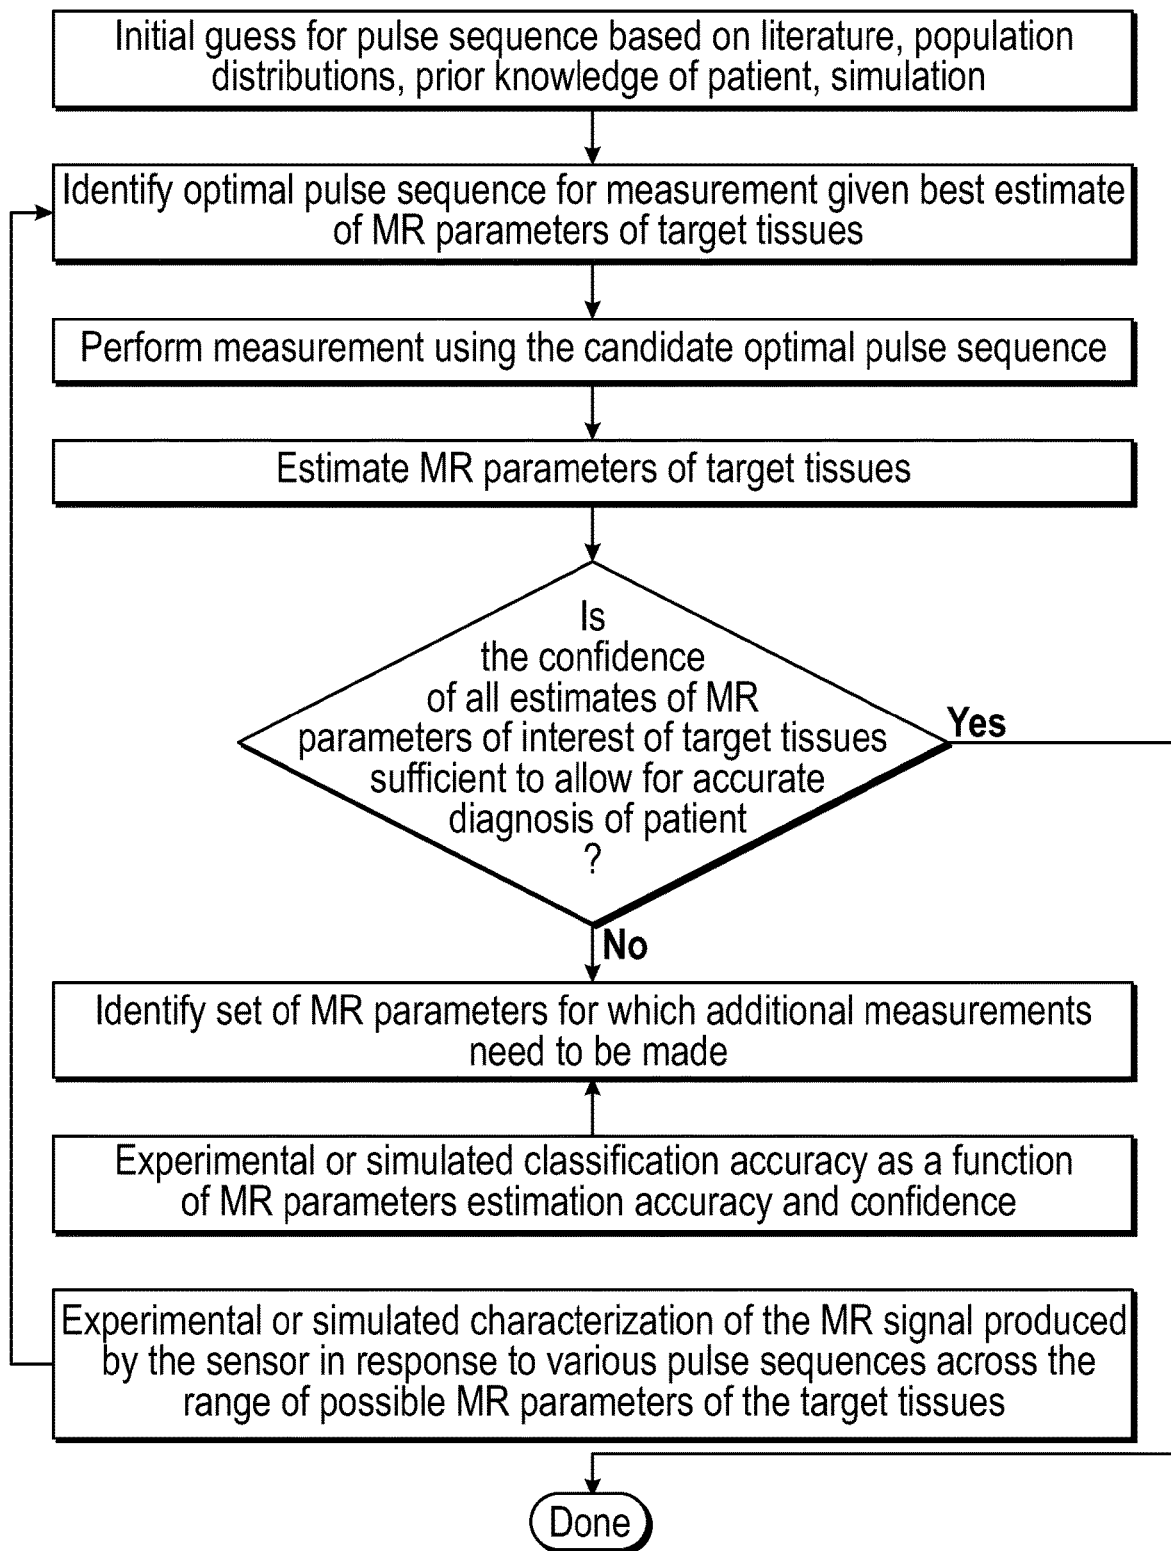 Initial guess for pulse sequence based on literature, population
distributions, prior knowledge of patient, simulation
Identify optimal pulse sequence for measurement given best estimate
of MR parameters of target tissues
Perform measurement using the candidate optimal pulse sequence
Estimate MR parameters of target tissues
Is
the confidence
of all estimates of MR
parameters of interest of target tissues
sufficient to allow for accurate
diagnosis of patient
?
Yes
No
Identify set of MR parameters for which additional measurements
need to be made
Experimental or simulated classification accuracy as a function
of MR parameters estimation accuracy and confidence
Experimental or simulated characterization of the MR signal produced
by the sensor in response to various pulse sequences across the
range of possible MR parameters of the target tissues
Done